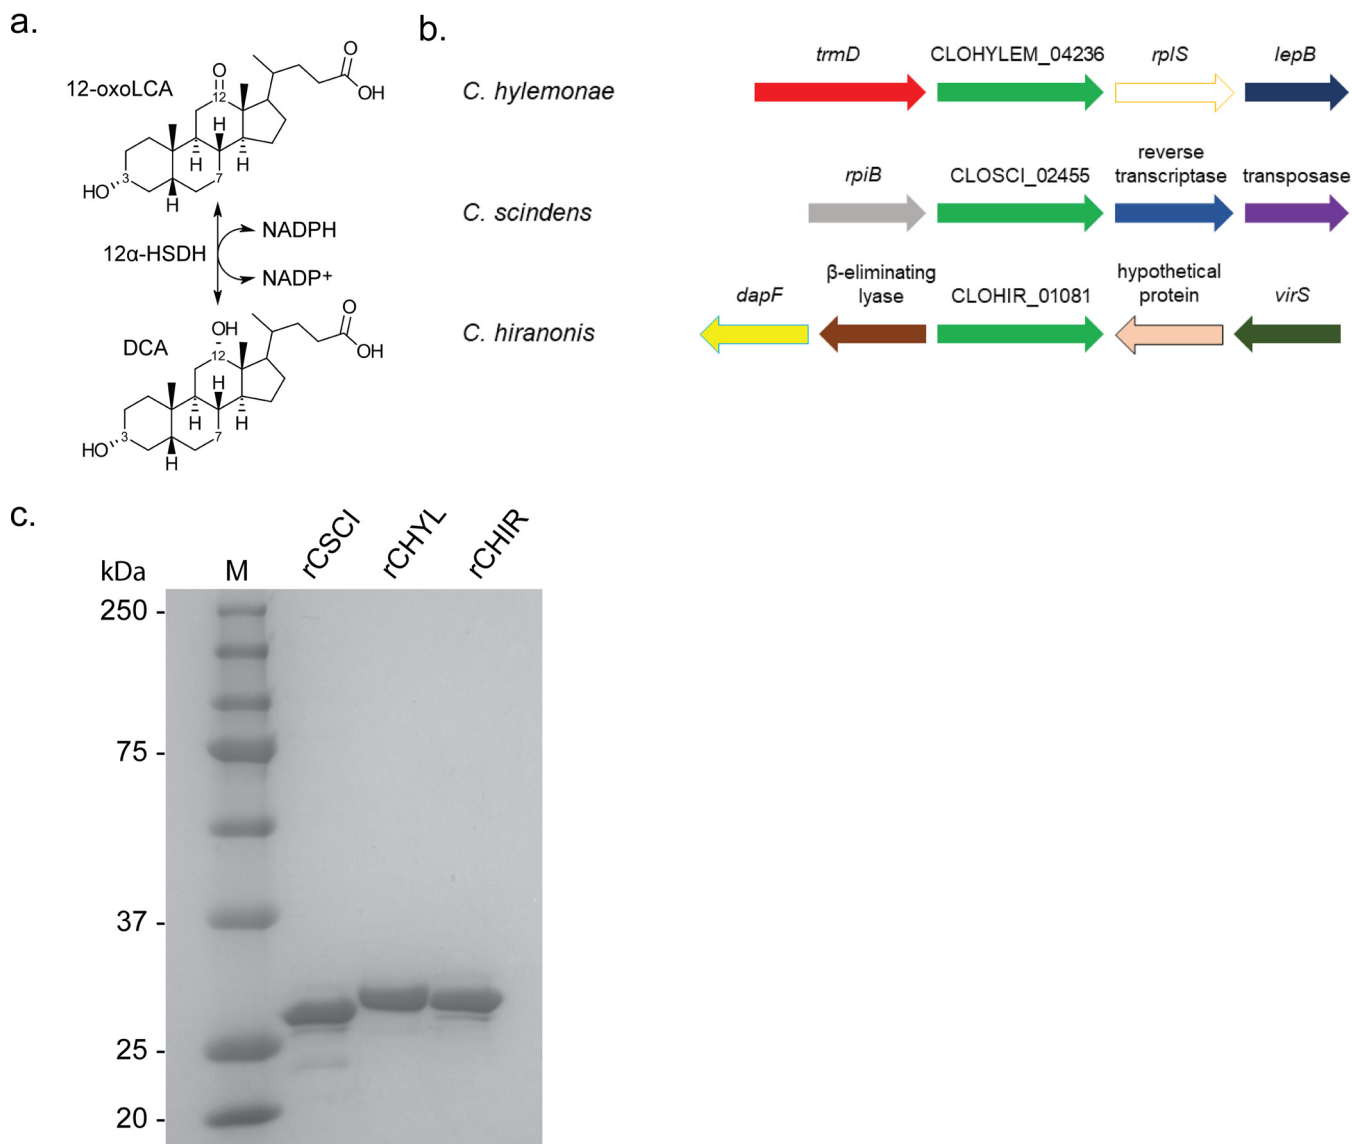 a.
12-oxoLCA
O
12
O
OH
H
H
H
3
7
HO
H
12α-HSDH
NADPH
NADP+
DCA
OH
12
O
OH
H
H
H
3
7
HO
H
b.
C. hylemonae
trmD
CLOHYLEM_04236
rplS
lepB
C. scindens
rpiB
CLOSCI_02455
reverse
transcriptase
transposase
C. hiranonis
dapF
β-eliminating
lyase
CLOHIR_01081
hypothetical
protein
virS
c.
kDa
M
rCSCI
rCHYL
rCHIR
250 -
75 -
37 -
25 -
20 -